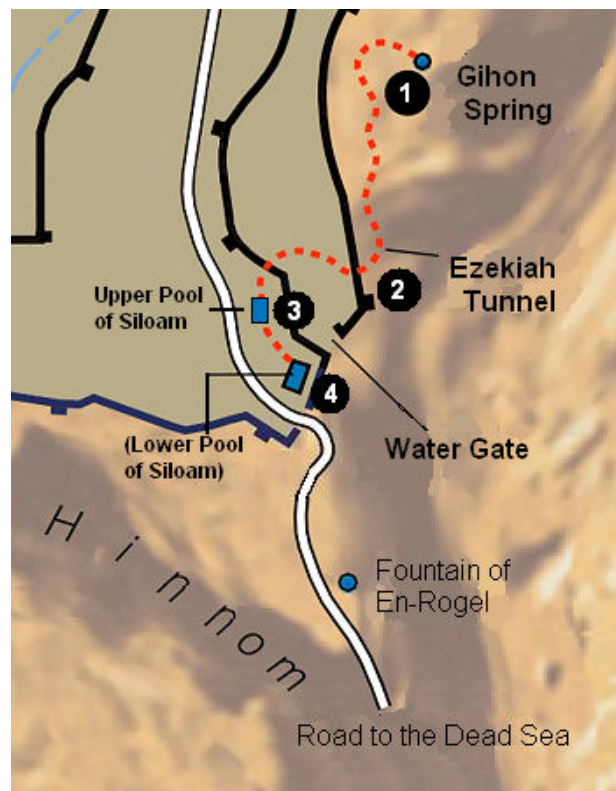 1
Gihon
Spring
Ezekiah
Tunnel
2
Upper Pool
of Siloam
3
4
(Lower Pool
of Siloam)
Water Gate
Hinnom
Fountain of
En-Rogel
Road to the Dead Sea